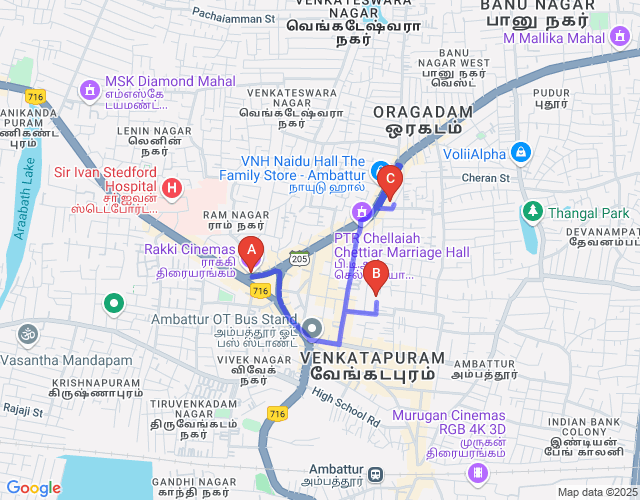 VENKATESWARA
NAGAR
வெங்கடேஷ்வரா
நகர்
Pachaiamman St
BANU NAGAR
பானு நகர்
M Mallika Mahal
BANU
NAGAR WEST
பானு நகர்
வெஸ்ட்
MSK Diamond Mahal
எம்எஸ்கே
டயமண்ட்...
716
VENKATESWARA
NAGAR
வெங்கடேஷ்வரா
நகர்
PUDUR
புதூர்
ORAGADAM
ஒரகடம்
ANIKANDA
PURAM
ணிகண்ட
புரம்
LENIN NAGAR
லெனின்
நகர்
VNH Naidu Hall The
Family Store - Ambattur
நாயுடு ஹால்
VoliiAlpha
Cheran St
Sir Ivan Stedford
Hospital
சர் ஐவன்
ஸ்டெட்போர்ட்...
Araabath Lake
C
RAM NAGAR
ராம் நகர்
Thangal Park
Rakki Cinemas
ராக்கி
திரையரங்கம்
A
205
PTR Chellaiah
Chettiar Marriage Hall
பி.டி.ஆர்
DEVANAMPA
தேவனம்ப
B
716
Ambattur OT Bus Stand
அம்பத்தூர் ஓடி
பஸ் ஸ்டாண்ட்
Vasantha Mandapam
VIVEK NAGAR
விவேக்
நகர்
VENKATAPURAM
வேங்கடபுரம்
AMBATTUR
அம்பத்தூர்
KRISHNAPURAM
கிருஷ்ணாபுரம்
High School Rd
Rajaji St
TIRUVENKADAM
NAGAR
திருவேங்கடம்
நகர்
716
Murugan Cinemas
RGB 4K 3D
முருகன்
திரையரங்கம்
INDIAN BANK
COLONY
இண்டியன்
பேங் காலனி
Ambattur
அம்பத்தூர்
GANDHI NAGAR
காந்தி நகர்
Google
Map data ©2025